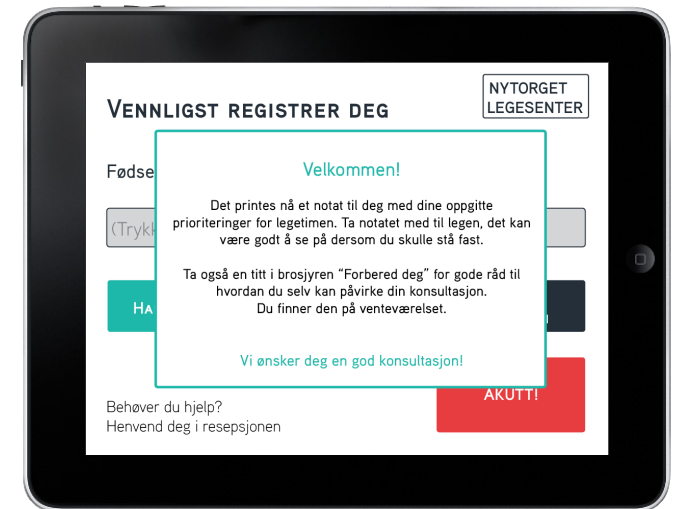 VENNLIGST REGISTRER DEG
NYTORGET
LEGESENTER
Velkommen!
Det printes nå et notat til deg med dine oppgitte
prioriteringer for legetimen. Ta notatet med til legen, det kan
være godt å se på dersom du skulle stå fast.
Ta også en titt i brosjyren “Forbered deg” for gode råd til
hvordan du selv kan påvirke din konsultasjon.
Du finner den på venteværelset.
Vi ønsker deg en god konsultasjon!
HA
AKUTT!
Behøver du hjelp?
Henvend deg i resepsjonen